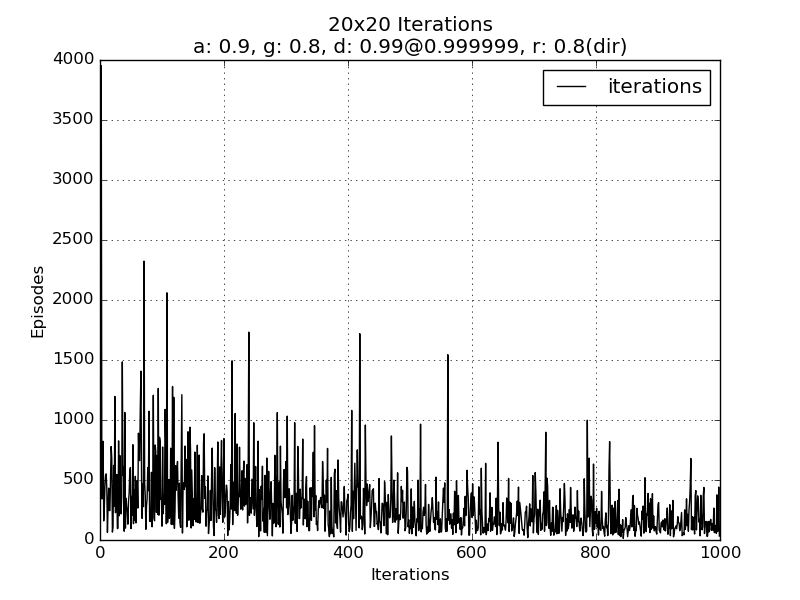 20x20 Iterations
a: 0.9, g: 0.8, d: 0.99@0.999999, r: 0.8(dir)
iterations
4000
3500
3000
2500
2000
1500
1000
500
0
Episodes
0 200 400 600 800 1000
Iterations